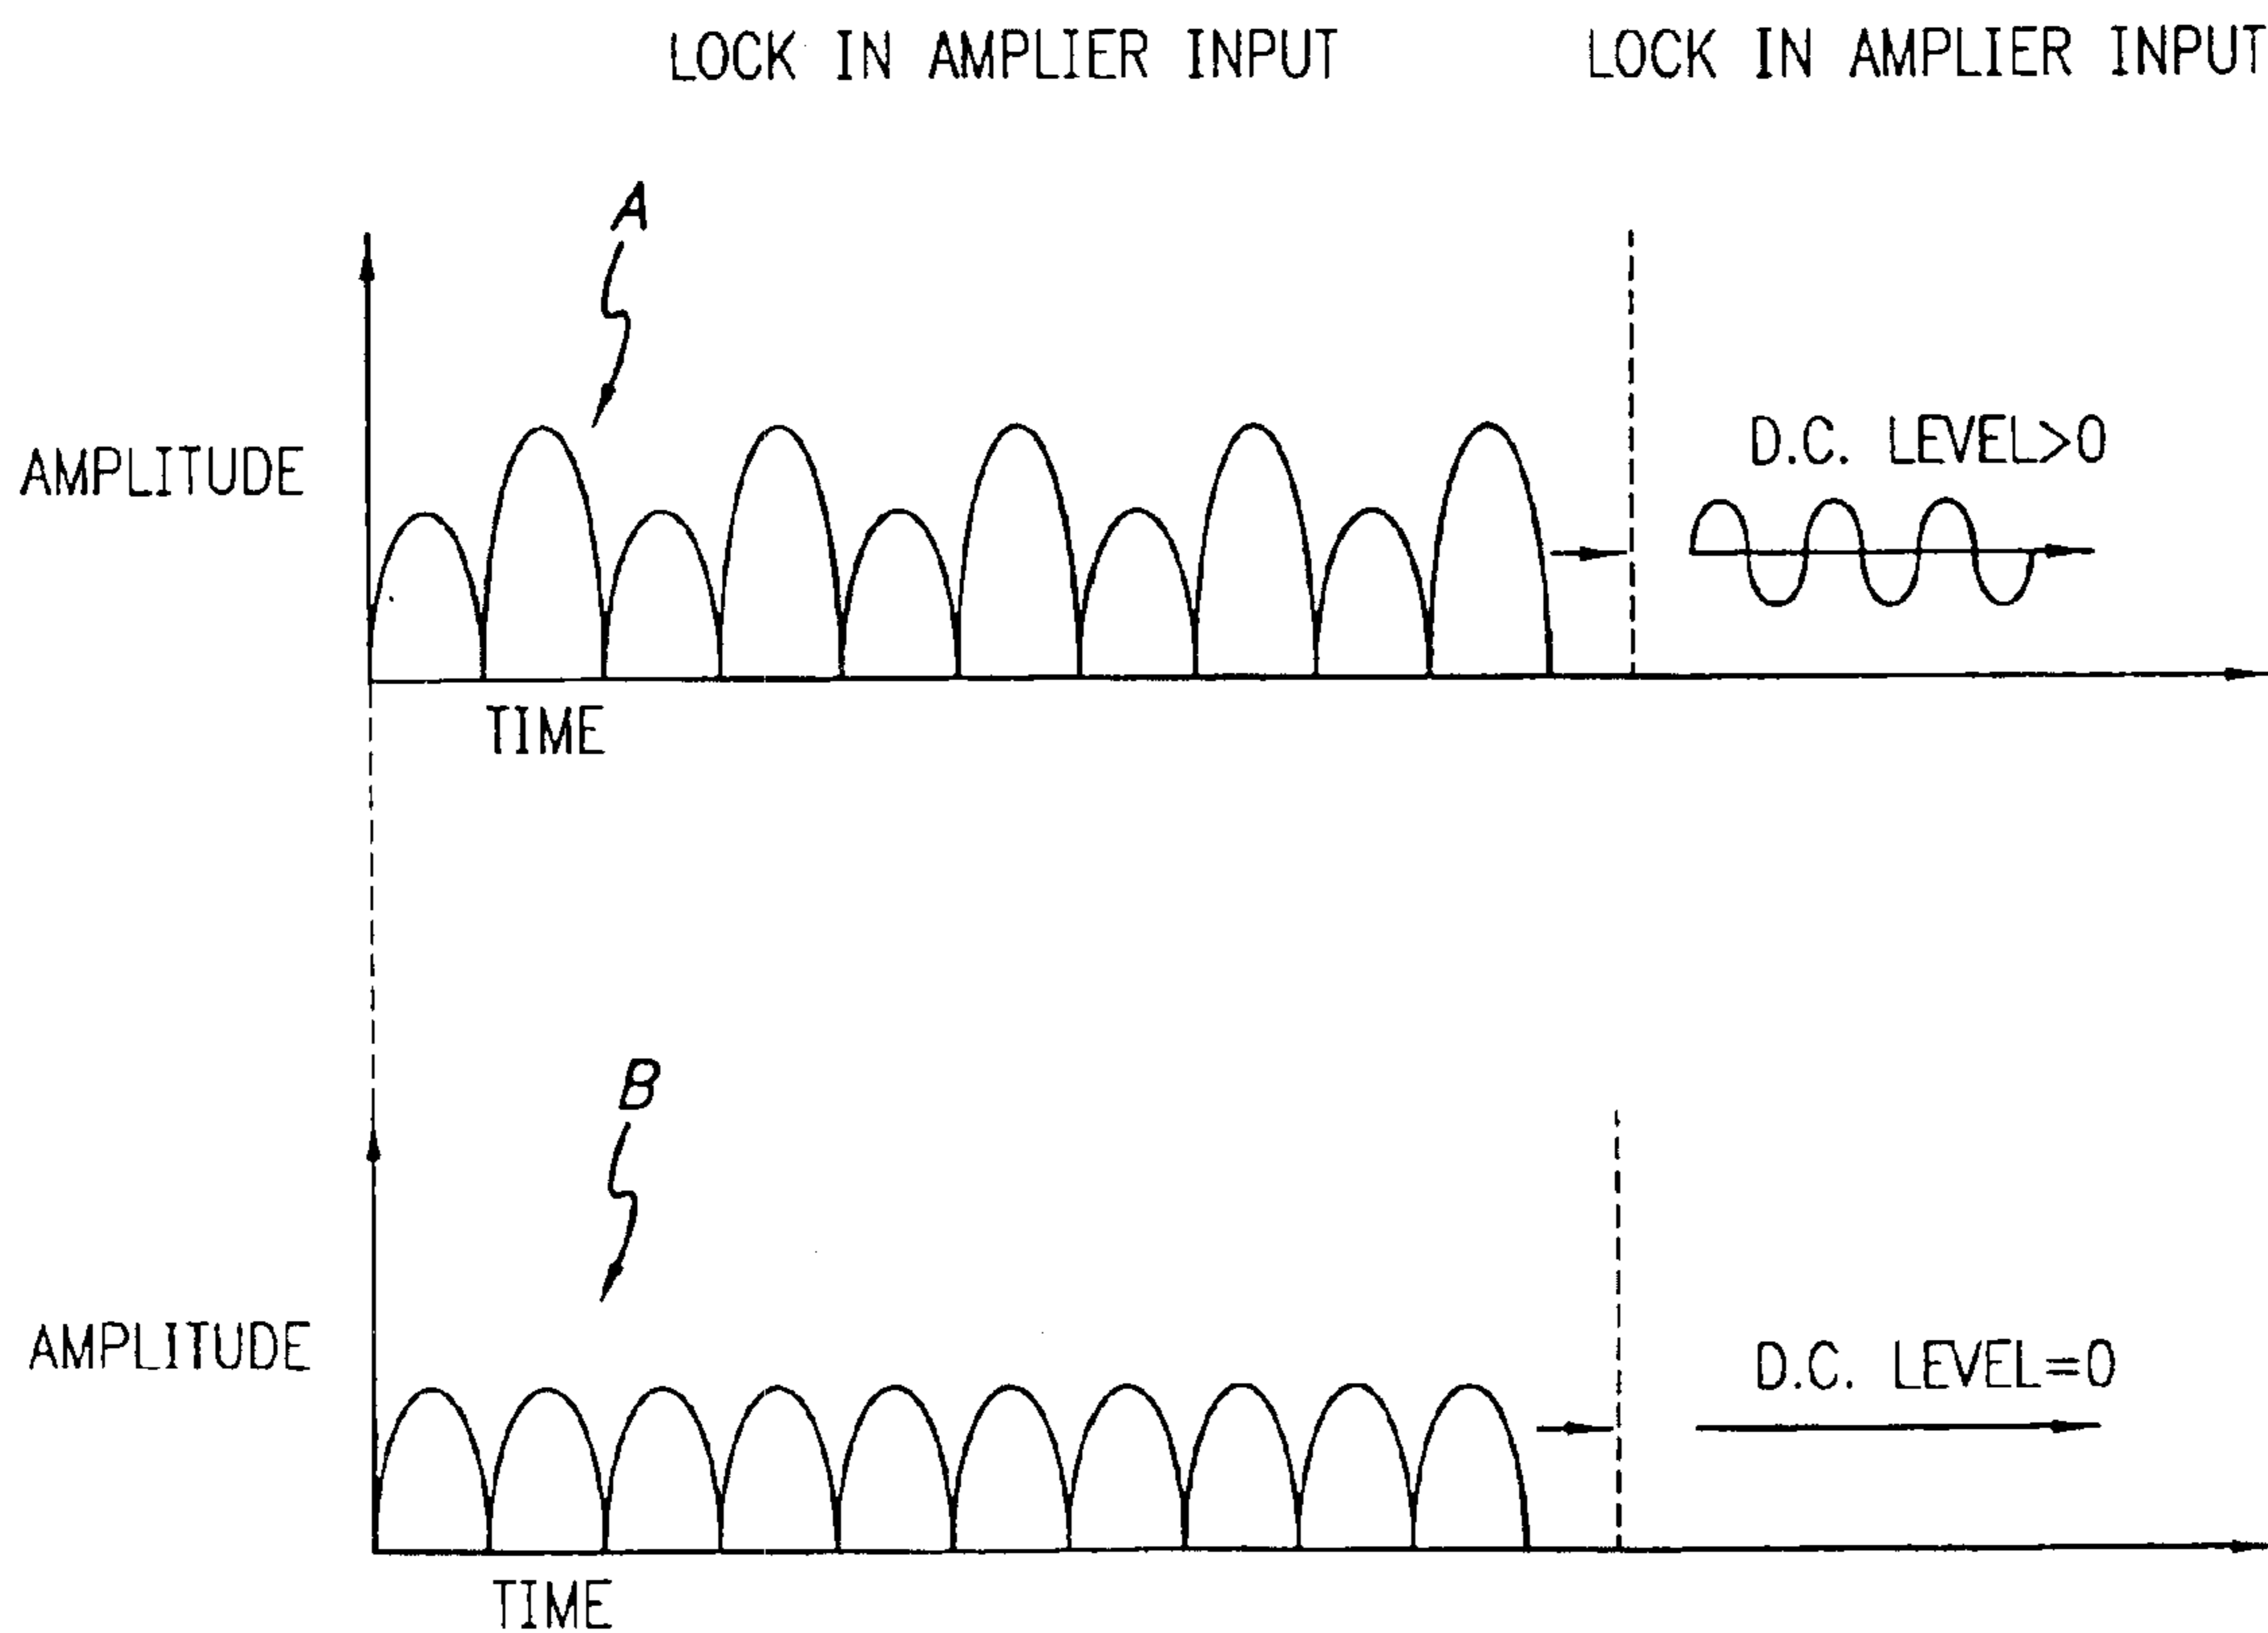 LOCK IN AMPLIER INPUT
LOCK IN AMPLIER INPUT
A
AMPLITUDE
D.C. LEVEL>0
TIME
B
AMPLITUDE
D.C. LEVEL=0
TIME